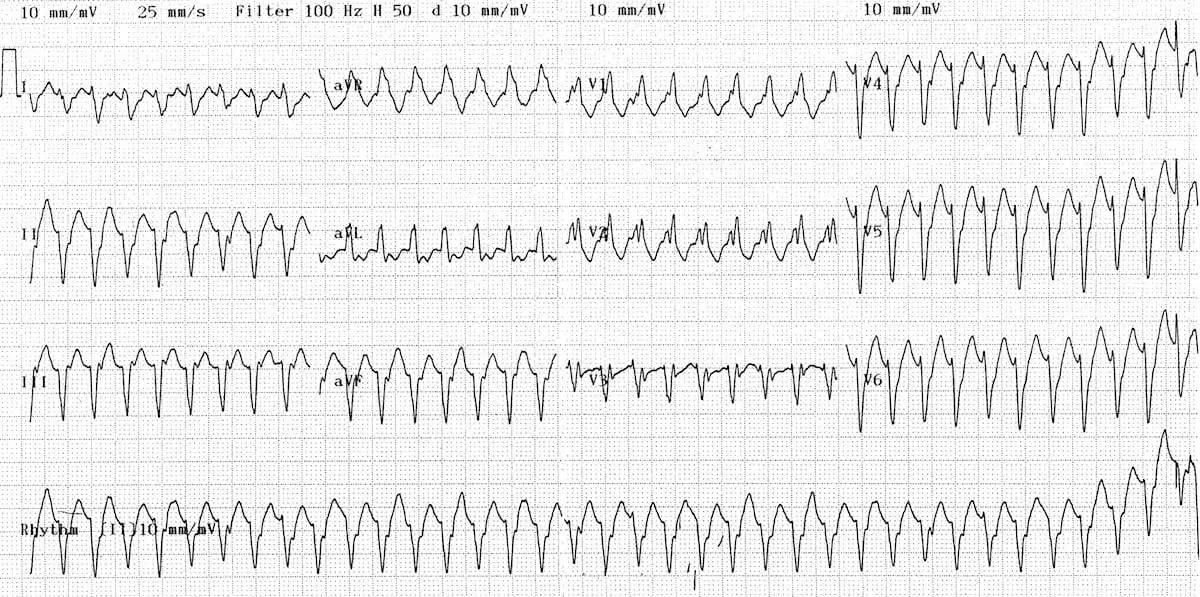 10 mm/mV 25 mm/s Filter 100 Hz H 50 d 10 mm/mV 10 mm/mV 10 mm/mV
I aVR V1 V4
II aVL V2 V5
III aVF V3 V6
Rhythm [II]10 mm/mV